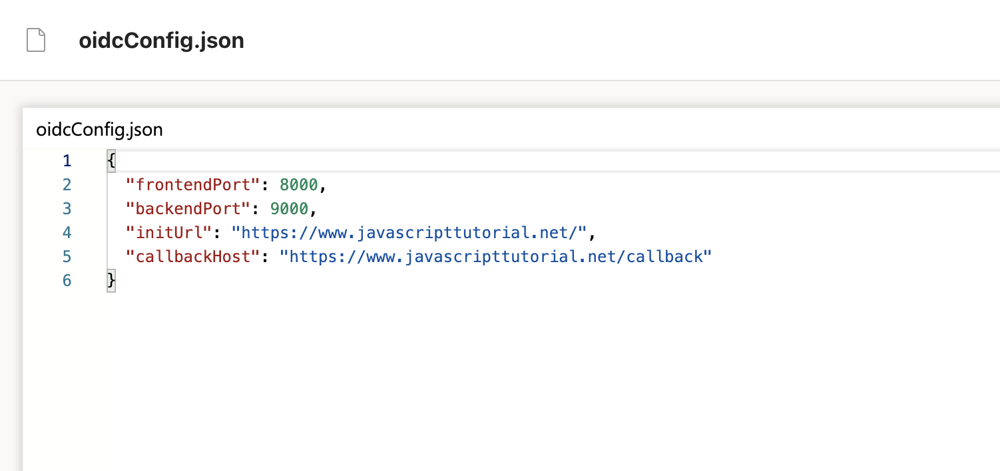 oidcConfig.json
oidcConfig.json
1 {
2   "frontendPort": 8000,
3   "backendPort": 9000,
4   "initUrl": "https://www.javascripttutorial.net/",
5   "callbackHost": "https://www.javascripttutorial.net/callback"
6 }